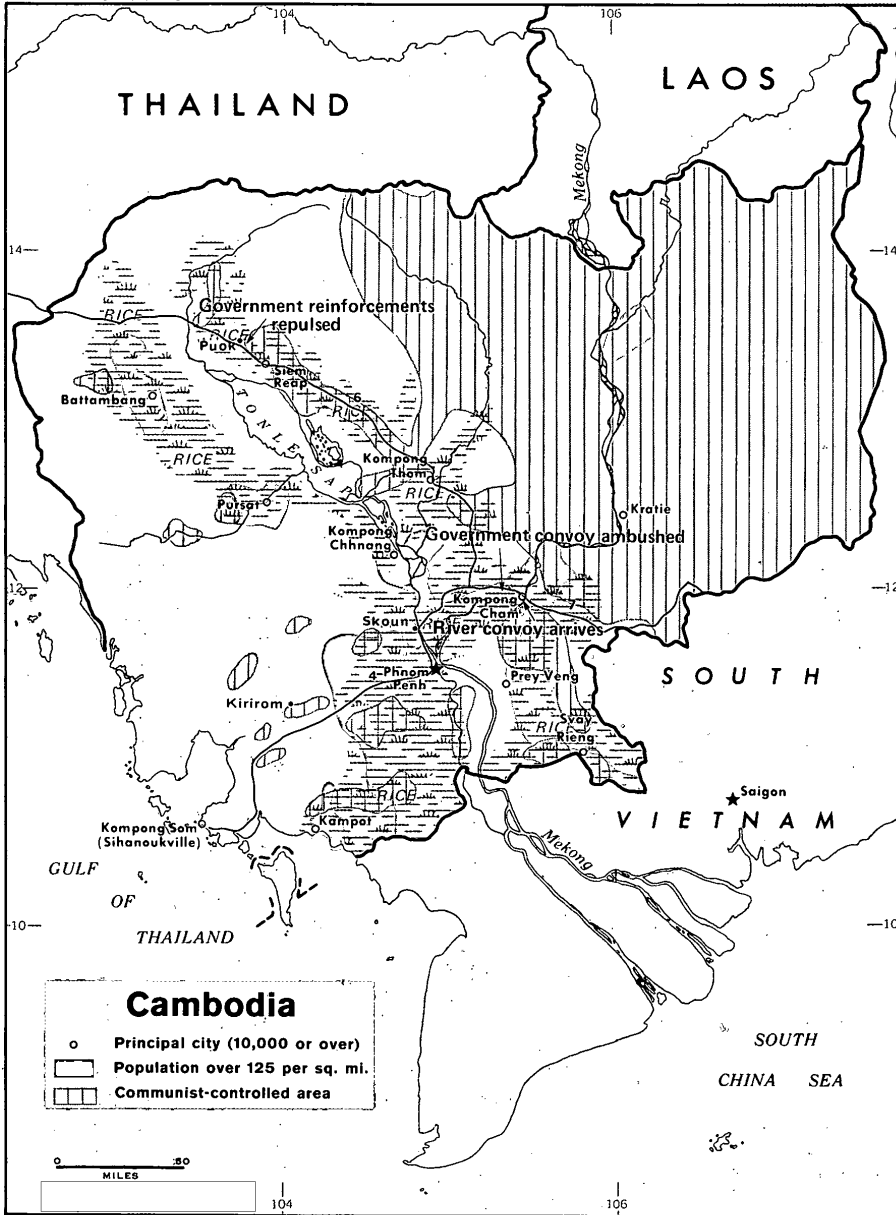 104
106
THAILAND
LAOS
Mekong
14
14
Government reinforcements
repulsed
RICE
RICE
Puok
Siem
Reap
Battambang
TONLE SAP
6
RICE
RICE
Kompong
Thom
RICE
Pursat
Kratie
Kompong
Chhnang
Government convoy ambushed
12
12
Kompong
Cham
7
Skoun
River convoy arrives
SOUTH
4
Phnom
Penh
Prey Veng
Kirirom
Svay
Rieng
RICE
RICE
Saigon
Kompong Som
(Sihanoukville)
Kampot
VIETNAM
Mekong
GULF
OF
THAILAND
10
10
Cambodia
Principal city (10,000 or over)
Population over 125 per sq. mi.
Communist-controlled area
SOUTH
CHINA SEA
0
50
MILES
104
106